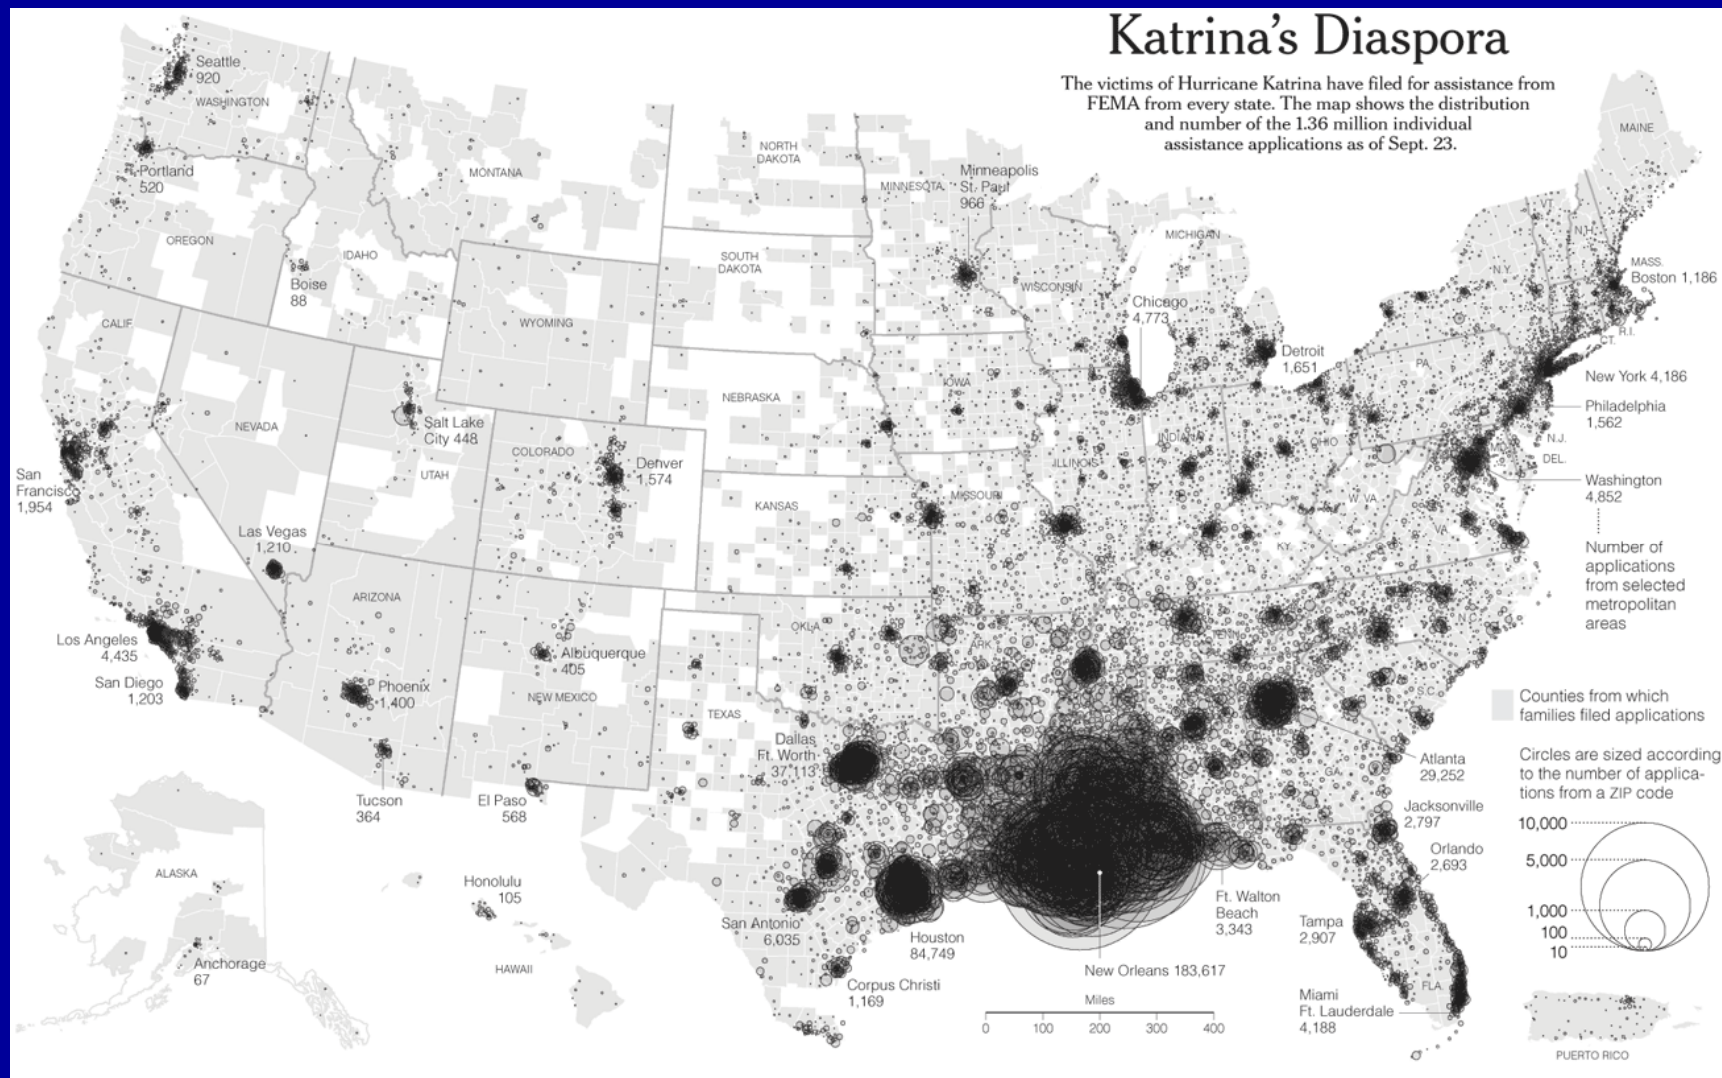 Katrina's Diaspora
The victims of Hurricane Katrina have filed for assistance from
FEMA from every state. The map shows the distribution
and number of the 1.36 million individual
assistance applications as of Sept. 23.
Seattle
920
WASHINGTON
Portland
520
OREGON
MONTANA
IDAHO
Boise
88
NORTH
DAKOTA
SOUTH
DAKOTA
MINNESOTA
Minneapolis
St. Paul
966
WISCONSIN
MICHIGAN
MAINE
VT.
N.H.
N.Y.
MASS.
Boston 1,186
R.I.
CT.
Chicago
4,773
Detroit
1,651
PA.
New York 4,186
Philadelphia
1,562
N.J.
DEL.
Washington
4,852
Number of
applications
from selected
metropolitan
areas
CALIF.
NEVADA
WYOMING
NEBRASKA
IOWA
ILLINOIS
INDIANA
OHIO
W. VA.
VA.
KY.
Salt Lake
City 448
UTAH
COLORADO
Denver
1,574
KANSAS
MISSOURI
San
Francisco
1,954
Las Vegas
1,210
ARIZONA
Los Angeles
4,435
San Diego
1,203
Phoenix
1,400
Tucson
364
Albuquerque
405
NEW MEXICO
El Paso
568
OKLA.
ARK.
TENN.
N.C.
S.C.
GA.
TEXAS
Dallas
Ft. Worth
37,113
San Antonio
6,035
Houston
84,749
Corpus Christi
1,169
New Orleans 183,617
Ft. Walton
Beach
3,343
Atlanta
29,252
Jacksonville
2,797
Orlando
2,693
Tampa
2,907
FLA.
Miami
Ft. Lauderdale
4,188
Counties from which
families filed applications
Circles are sized according
to the number of applica-
tions from a ZIP code
10,000
5,000
1,000
100
10
Miles
0 100 200 300 400
ALASKA
Anchorage
67
Honolulu
105
HAWAII
PUERTO RICO